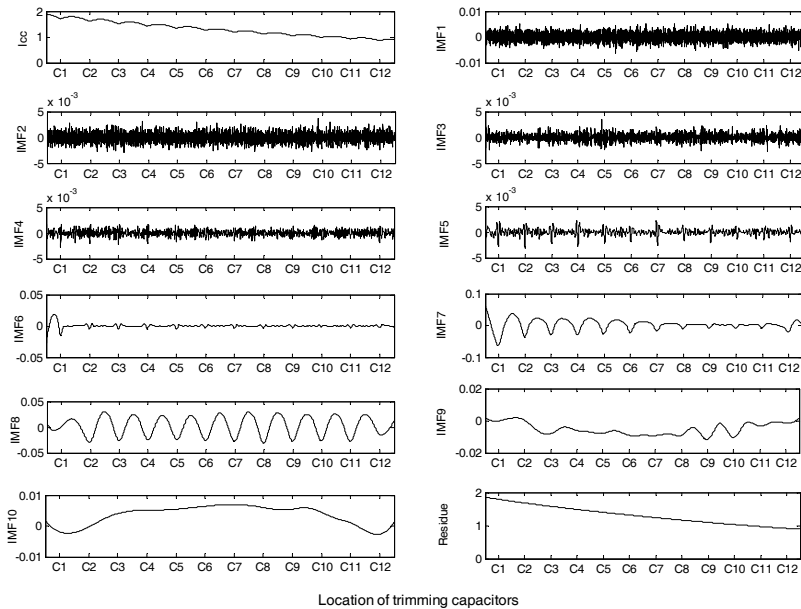 2
1
0
Icc
C1 C2 C3 C4 C5 C6 C7 C8 C9 C10 C11 C12
0.01
0
-0.01
IMF1
C1 C2 C3 C4 C5 C6 C7 C8 C9 C10 C11 C12
x 10⁻³
5
0
-5
IMF2
C1 C2 C3 C4 C5 C6 C7 C8 C9 C10 C11 C12
x 10⁻³
5
0
-5
IMF3
C1 C2 C3 C4 C5 C6 C7 C8 C9 C10 C11 C12
x 10⁻³
5
0
-5
IMF4
C1 C2 C3 C4 C5 C6 C7 C8 C9 C10 C11 C12
x 10⁻³
5
0
-5
IMF5
C1 C2 C3 C4 C5 C6 C7 C8 C9 C10 C11 C12
0.05
0
-0.05
IMF6
C1 C2 C3 C4 C5 C6 C7 C8 C9 C10 C11 C12
0.1
0
-0.1
IMF7
C1 C2 C3 C4 C5 C6 C7 C8 C9 C10 C11 C12
0.05
0
-0.05
IMF8
C1 C2 C3 C4 C5 C6 C7 C8 C9 C10 C11 C12
0.02
0
-0.02
IMF9
C1 C2 C3 C4 C5 C6 C7 C8 C9 C10 C11 C12
0.01
0
-0.01
IMF10
C1 C2 C3 C4 C5 C6 C7 C8 C9 C10 C11 C12
2
1
0
Residue
C1 C2 C3 C4 C5 C6 C7 C8 C9 C10 C11 C12
Location of trimming capacitors